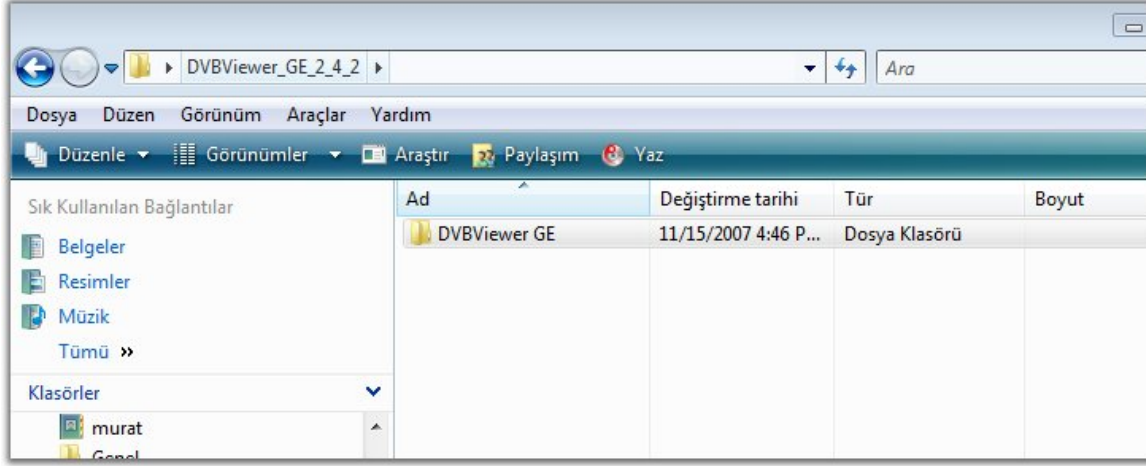 DVBViewer_GE_2_4_2
Ara
Dosya Düzen Görünüm Araçlar Yardım
Düzenle Görünümler Araştır Paylaşım Yaz
Sık Kullanılan Bağlantılar
Belgeler
Resimler
Müzik
Tümü »
Klasörler
murat
Genel
Ad Değiştirme tarihi Tür Boyut
DVBViewer GE 11/15/2007 4:46 P... Dosya Klasörü